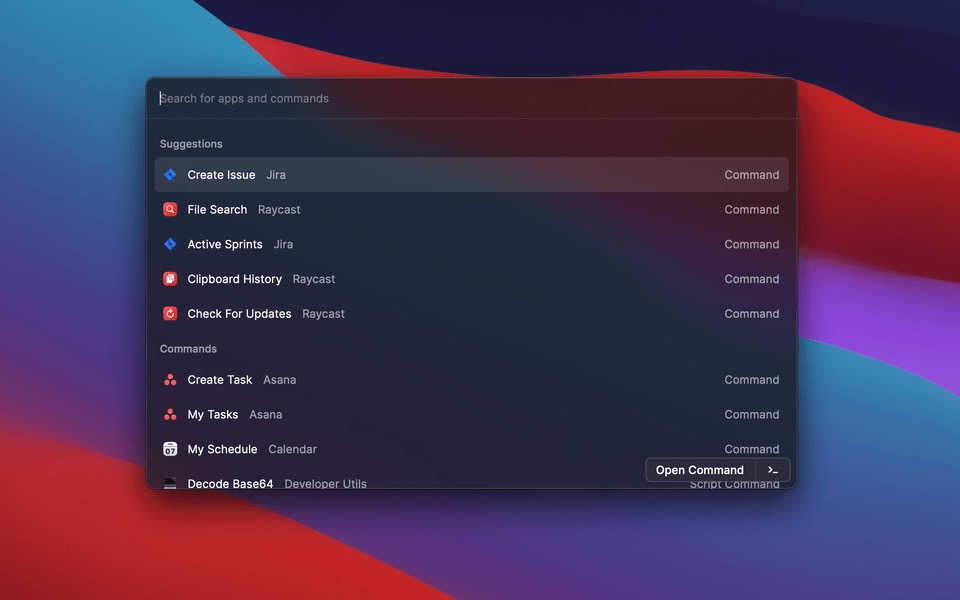 Search for apps and commands
Suggestions
Create Issue Jira Command
File Search Raycast Command
Active Sprints Jira Command
Clipboard History Raycast Command
Check For Updates Raycast Command
Commands
Create Task Asana Command
My Tasks Asana Command
07 My Schedule Calendar Command
Open Command >_
Decode Base64 Developer Utils Script Command